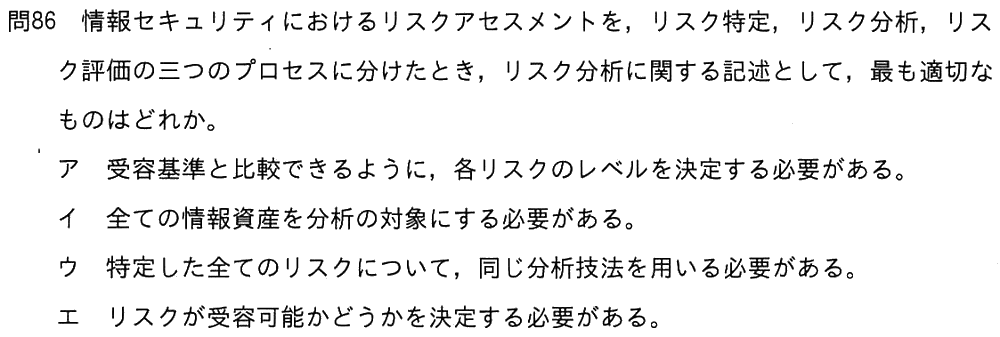 問86　情報セキュリティにおけるリスクアセスメントを，リスク特定，リスク分析，リス
ク評価の三つのプロセスに分けたとき，リスク分析に関する記述として，最も適切な
ものはどれか。
ア　受容基準と比較できるように，各リスクのレベルを決定する必要がある。
イ　全ての情報資産を分析の対象にする必要がある。
ウ　特定した全てのリスクについて，同じ分析技法を用いる必要がある。
エ　リスクが受容可能かどうかを決定する必要がある。